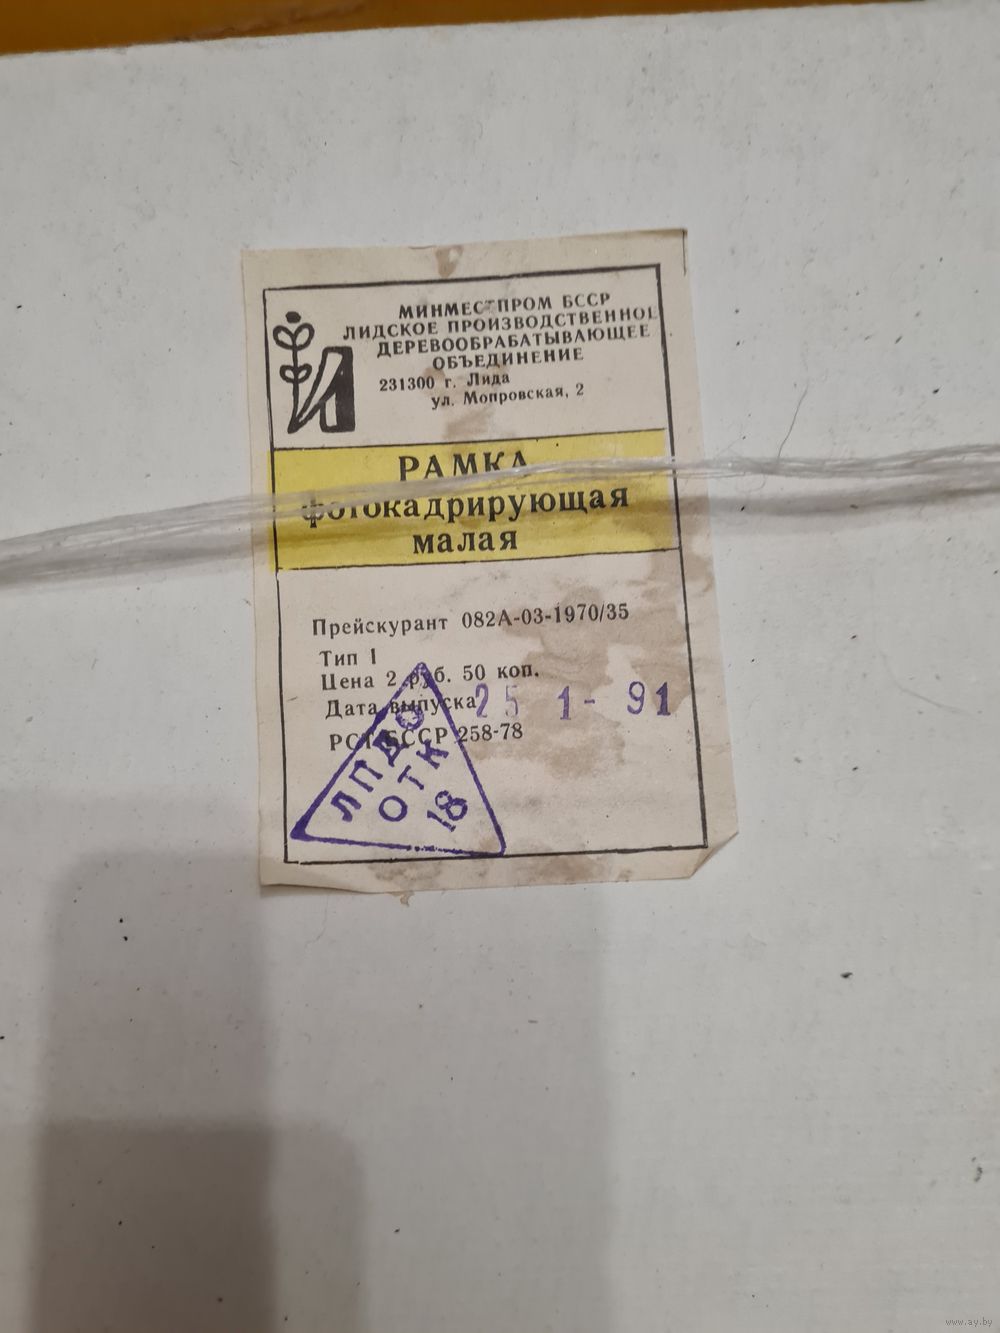 МИНМЕСТПРОМ БССР
ЛИДСКОЕ ПРОИЗВОДСТВЕННОЕ
ДЕРЕВООБРАБАТЫВАЮЩЕЕ
ОБЪЕДИНЕНИЕ
231300 г. Лида
ул. Мопровская, 2
РАМКА
фотокадрирующая
малая
Прейскурант 082А-03-1970/35
Тип 1
Цена 2 руб. 50 коп.
Дата выпуска 25 1- 91
РСТ БССР 258-78
ЛПДО
ОТК
18
www.ay.by